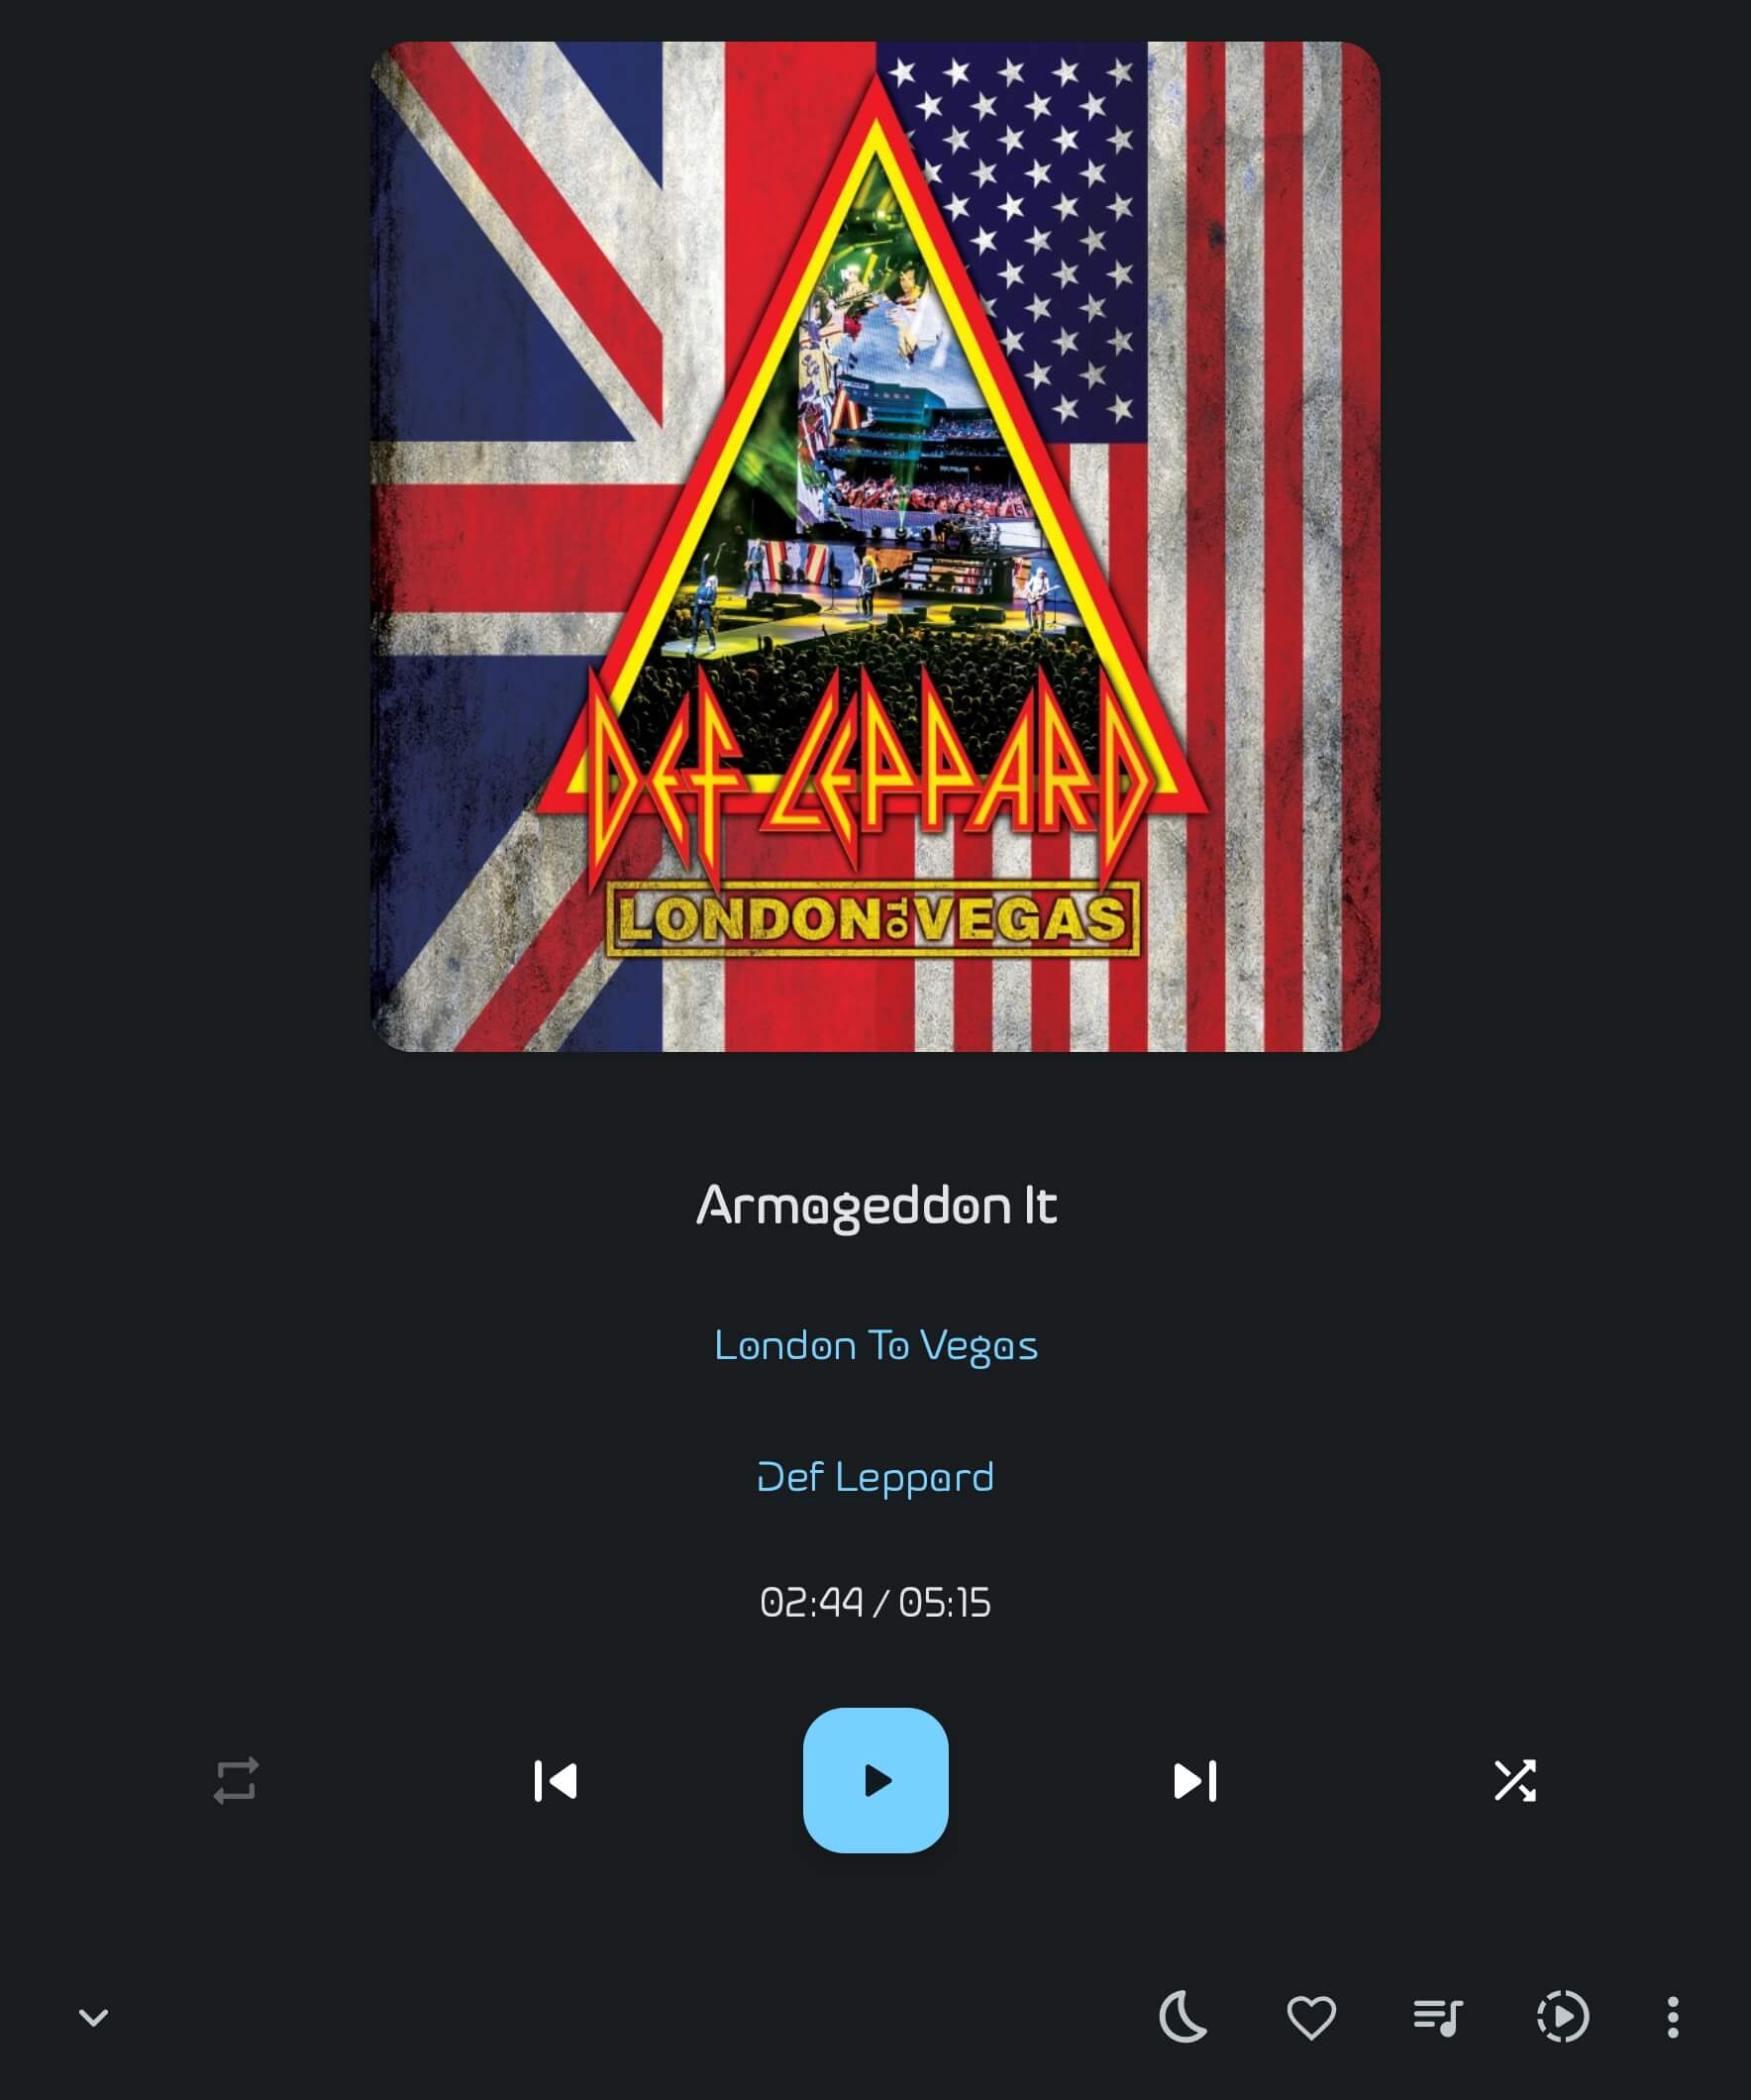 DEF LEPPARD
LONDON TO VEGAS
Armageddon It
London To Vegas
Def Leppard
02:44 / 05:15